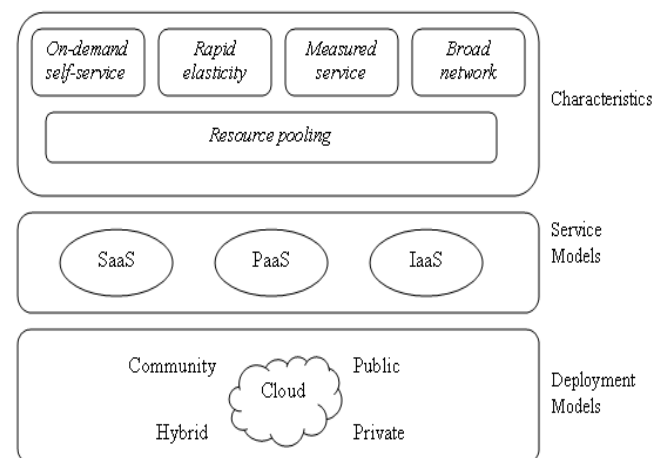 On-demand
self-service
Rapid
elasticity
Measured
service
Broad
network
Resource pooling
Characteristics
SaaS
PaaS
IaaS
Service
Models
Community
Public
Cloud
Hybrid
Private
Deployment
Models